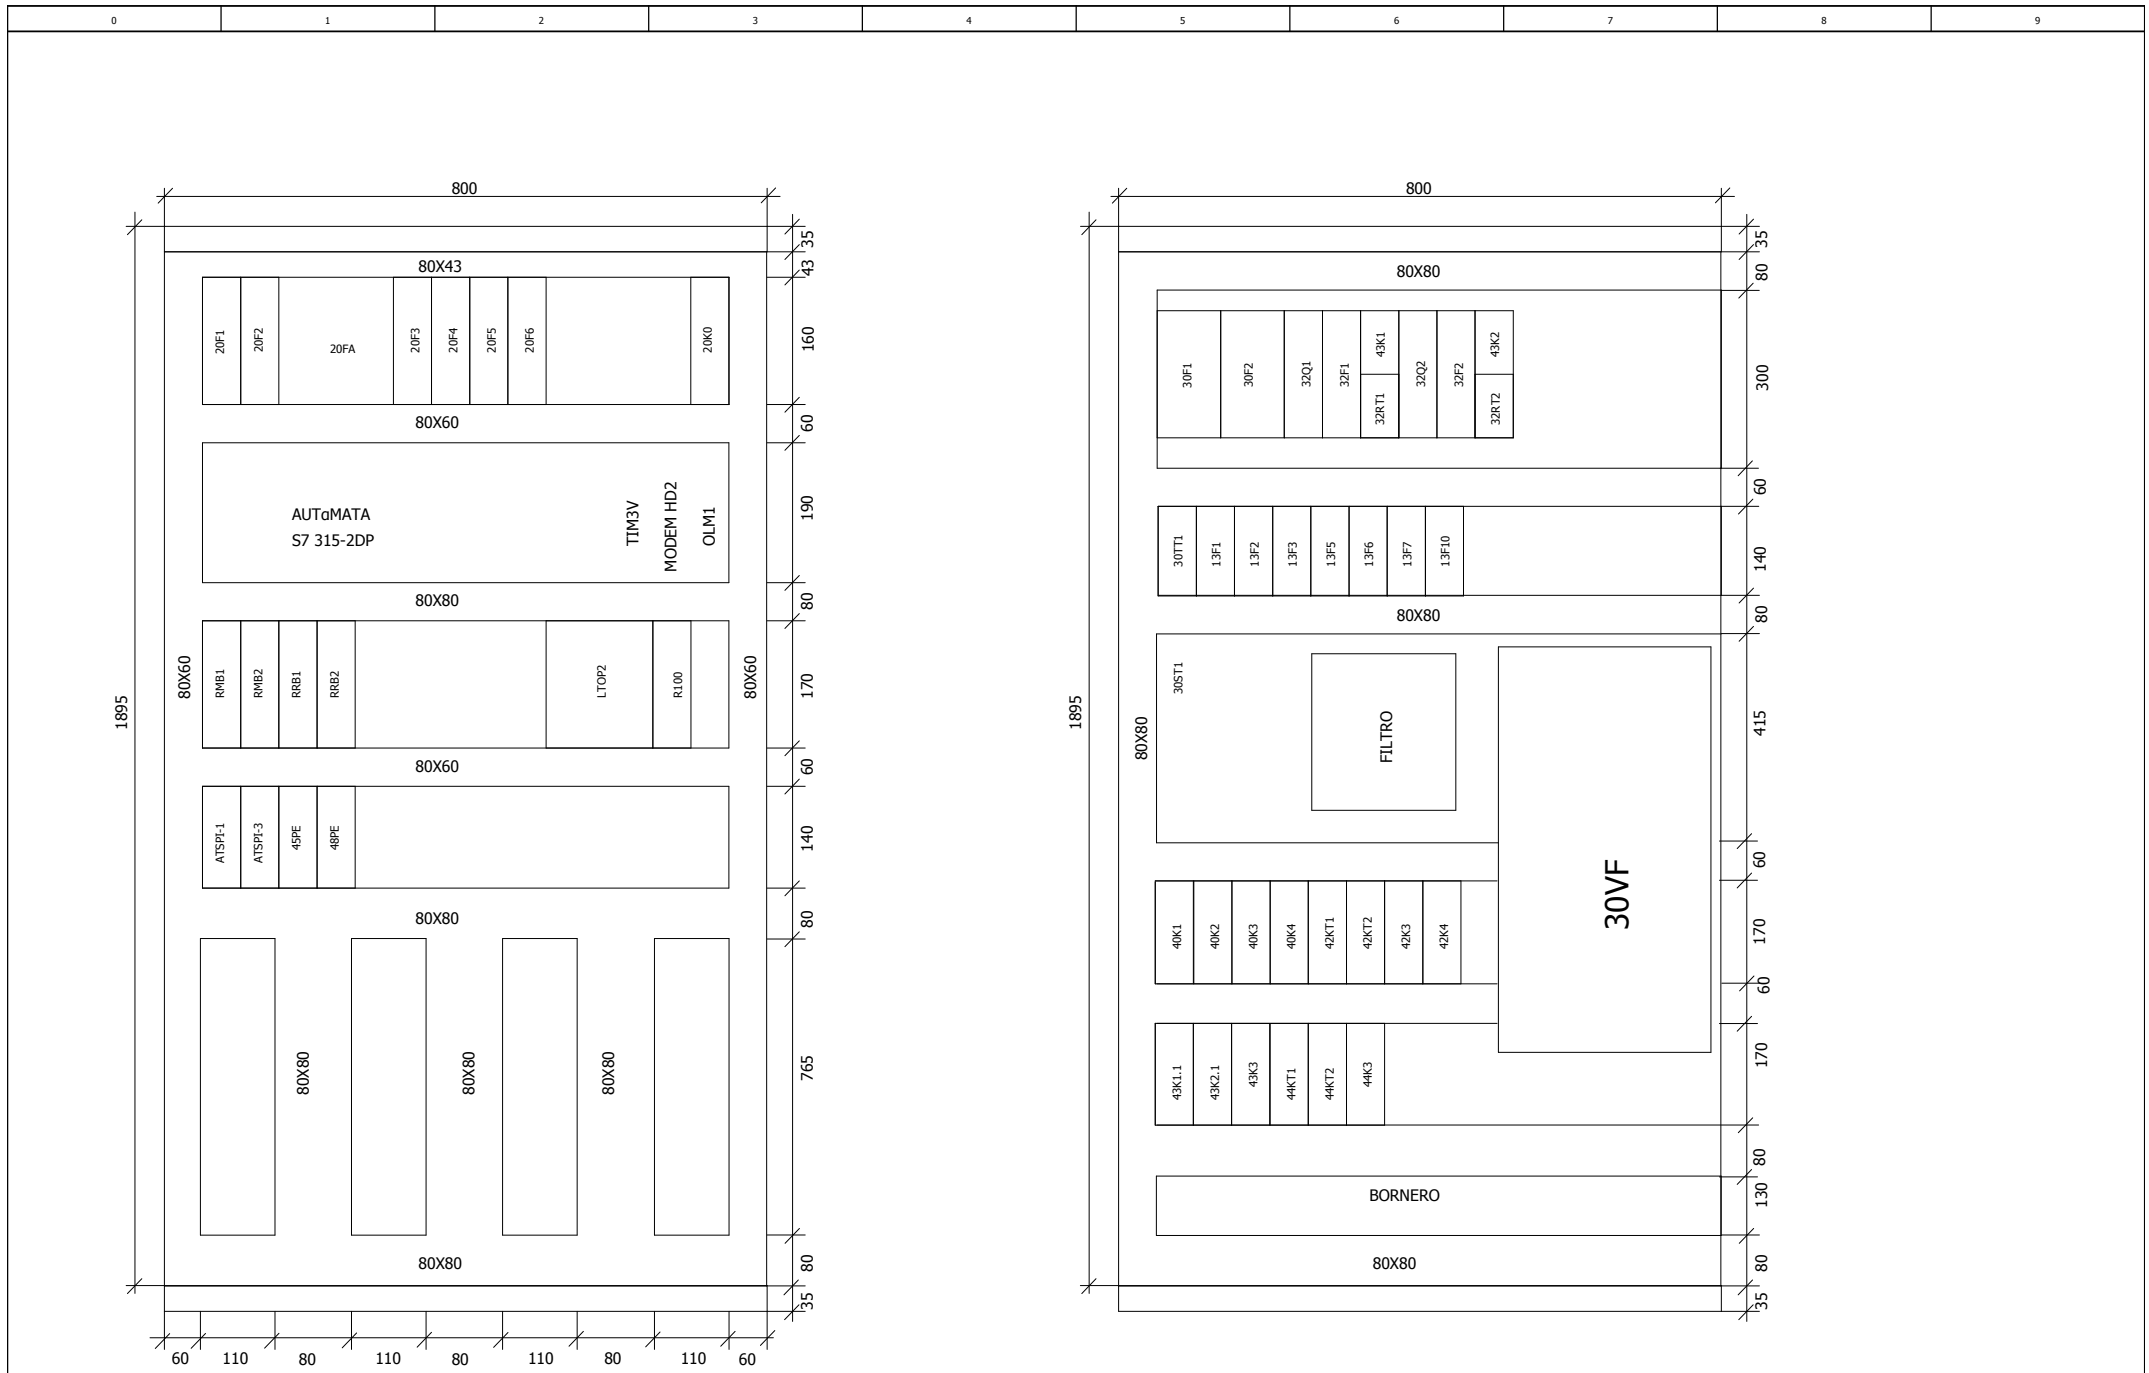 0 1 2 3 4 5 6 7 8 9
800
35
43
80X43
20F1
20F2
20FA
20F3
20F4
20F5
20F6
20K0
160
80X60
60
AUTɑMATA
S7 315-2DP
TIM3V
MODEM HD2
OLM1
190
80X80
80
80X60
RMB1
RMB2
RRB1
RRB2
LTOP2
R100
80X60
170
1895
80X60
60
ATSPI-1
ATSPI-3
45PE
48PE
140
80X80
80
80X80
80X80
80X80
765
80X80
80
35
60 110 80 110 80 110 80 110 60
800
35
80X80
80
30F1
30F2
32Q1
32F1
43K1
32RT1
32Q2
32F2
43K2
32RT2
300
60
30TT1
13F1
13F2
13F3
13F5
13F6
13F7
13F10
140
80X80
80
1895
80X80
30ST1
FILTRO
415
30VF
60
40K1
40K2
40K3
40K4
42KT1
42KT2
42K3
42K4
170
60
43K1.1
43K2.1
43K3
44KT1
44KT2
44K3
170
80
BORNERO
130
80X80
80
35